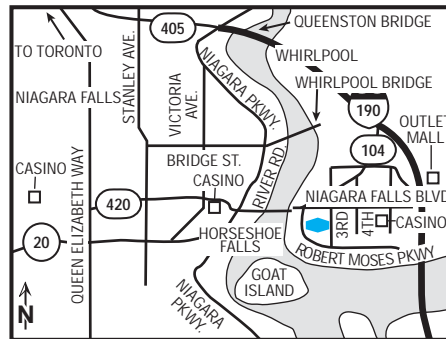 405
QUEENSTON BRIDGE
TO TORONTO
STANLEY AVE.
WHIRLPOOL
NIAGARA PKWY.
WHIRLPOOL BRIDGE
NIAGARA FALLS
VICTORIA
AVE.
190
OUTLET
MALL
104
BRIDGE ST.
RIVER RD.
CASINO
CASINO
NIAGARA FALLS BLVD
QUEEN ELIZABETH WAY
420
3RD
4TH
CASINO
20
HORSESHOE
FALLS
ROBERT MOSES PKWY
GOAT
ISLAND
NIAGARA
PKWY.
N